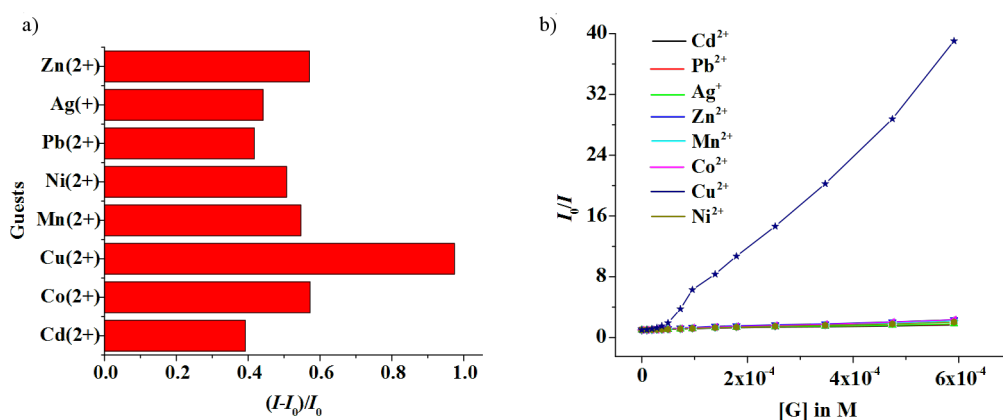 a)
Guests
Zn(2+)
Ag(+)
Pb(2+)
Ni(2+)
Mn(2+)
Cu(2+)
Co(2+)
Cd(2+)
0.0 0.2 0.4 0.6 0.8 1.0
(I-I₀)/I₀
b)
I₀/I
40
32
24
16
8
0
Cd²⁺
Pb²⁺
Ag⁺
Zn²⁺
Mn²⁺
Co²⁺
Cu²⁺
Ni²⁺
0 2x10⁻⁴ 4x10⁻⁴ 6x10⁻⁴
[G] in M